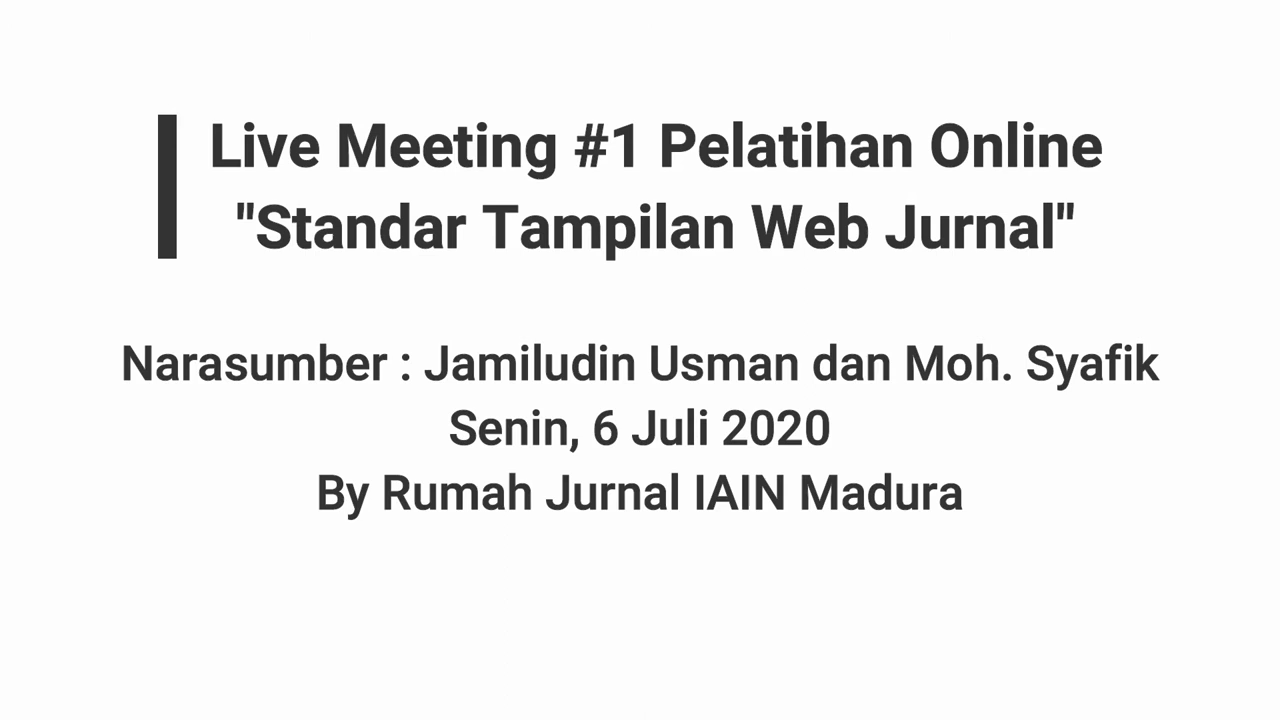 Live Meeting #1 Pelatihan Online
"Standar Tampilan Web Jurnal"
Narasumber : Jamiludin Usman dan Moh. Syafik
Senin, 6 Juli 2020
By Rumah Jurnal IAIN Madura